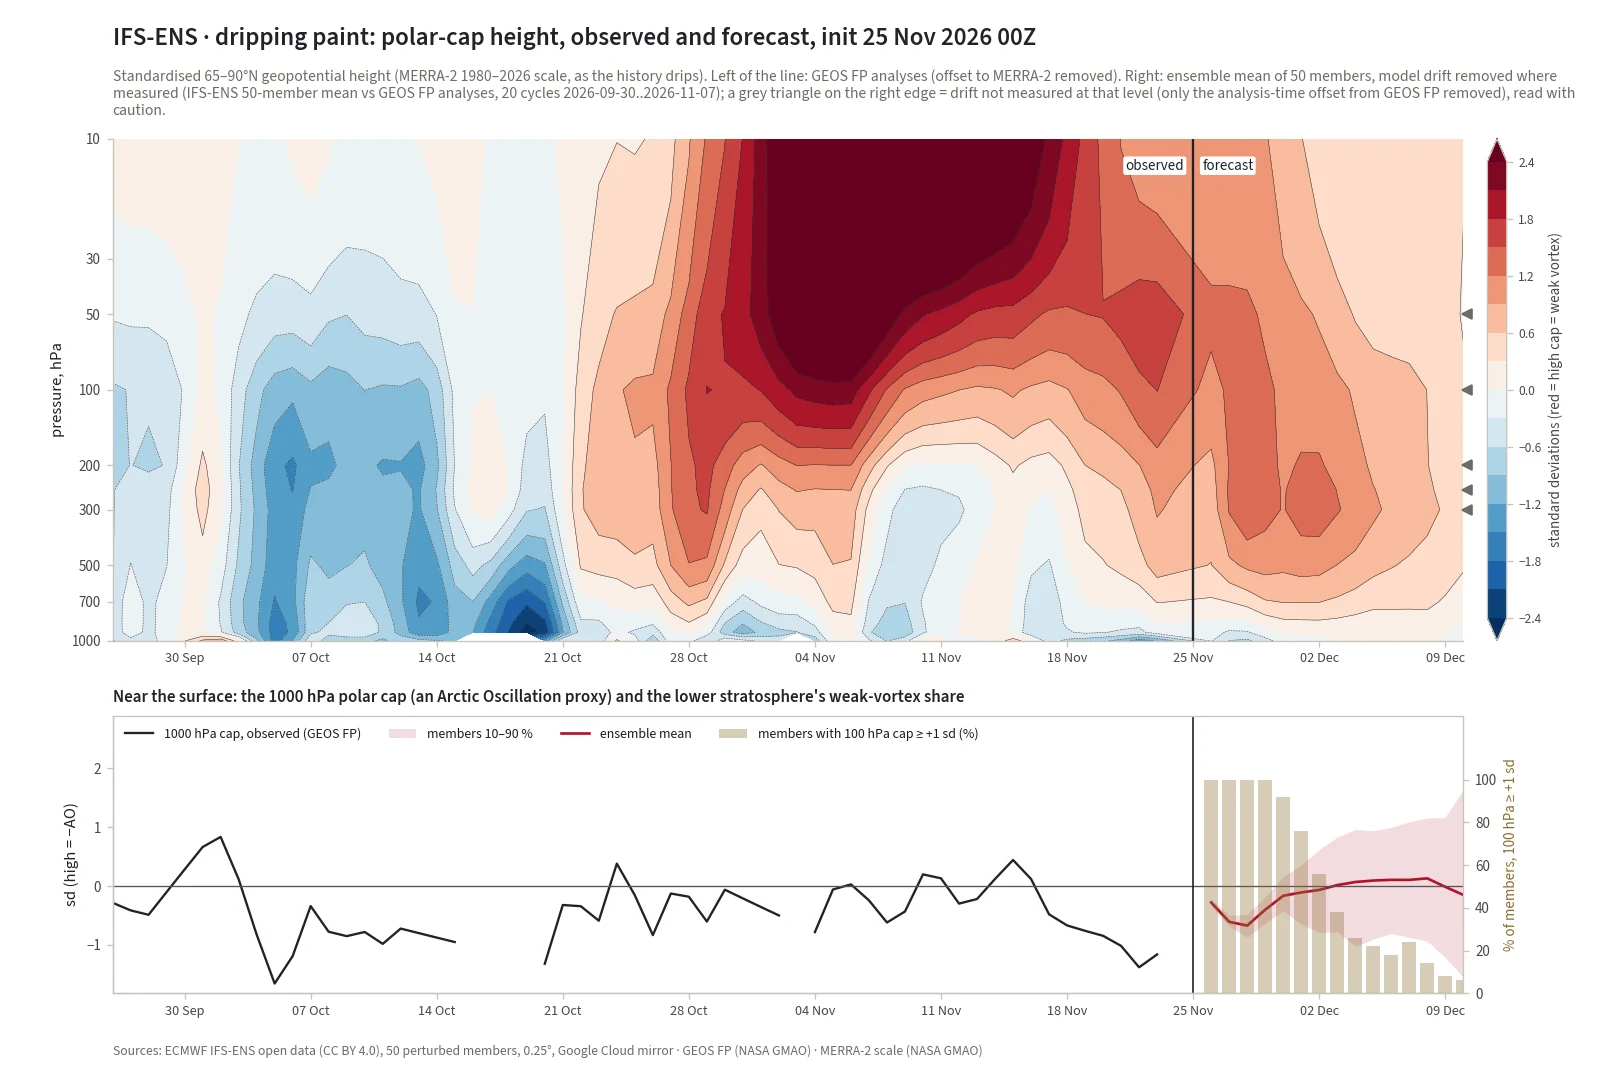 IFS-ENS · dripping paint: polar-cap height, observed and forecast, init 25 Nov 2026 00Z
Standardised 65–90°N geopotential height (MERRA-2 1980–2026 scale, as the history drips). Left of the line: GEOS FP analyses (offset to MERRA-2 removed). Right: ensemble mean of 50 members, model drift removed where
measured (IFS-ENS 50-member mean vs GEOS FP analyses, 20 cycles 2026-09-30..2026-11-07); a grey triangle on the right edge = drift not measured at that level (only the analysis-time offset from GEOS FP removed), read with
caution.
pressure, hPa
10
30
50
100
200
300
500
700
1000
observed
forecast
30 Sep
07 Oct
14 Oct
21 Oct
28 Oct
04 Nov
11 Nov
18 Nov
25 Nov
02 Dec
09 Dec
2.4
1.8
1.2
0.6
0.0
−0.6
−1.2
−1.8
−2.4
standard deviations (red = high cap = weak vortex)
Near the surface: the 1000 hPa polar cap (an Arctic Oscillation proxy) and the lower stratosphere's weak-vortex share
1000 hPa cap, observed (GEOS FP)
members 10–90 %
ensemble mean
members with 100 hPa cap ≥ +1 sd (%)
sd (high = −AO)
2
1
0
−1
100
80
60
40
20
0
% of members, 100 hPa ≥ +1 sd
30 Sep
07 Oct
14 Oct
21 Oct
28 Oct
04 Nov
11 Nov
18 Nov
25 Nov
02 Dec
09 Dec
Sources: ECMWF IFS-ENS open data (CC BY 4.0), 50 perturbed members, 0.25°, Google Cloud mirror · GEOS FP (NASA GMAO) · MERRA-2 scale (NASA GMAO)